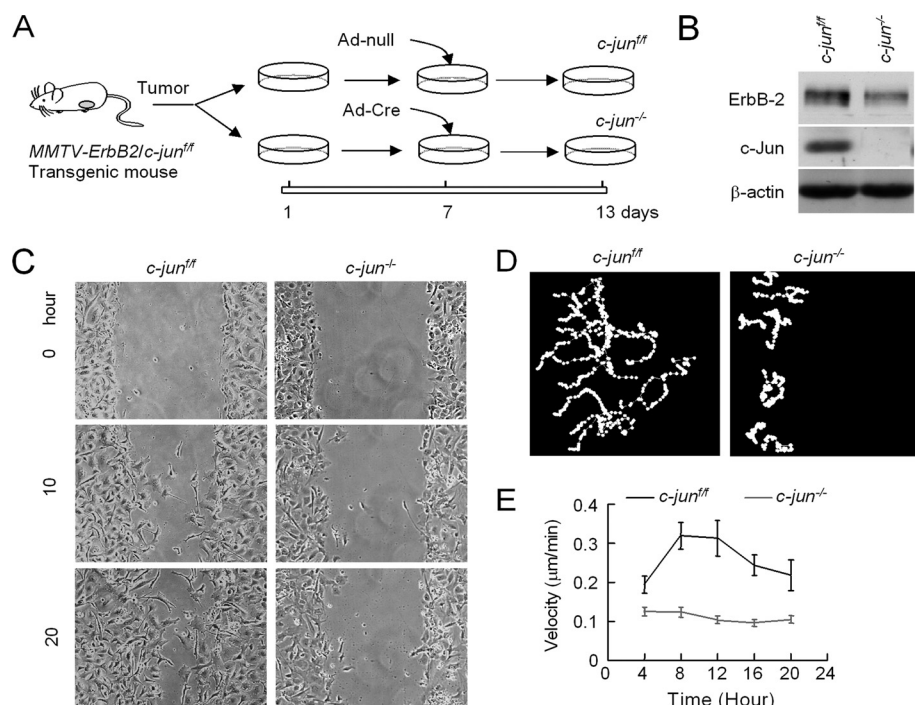 A
Ad-null
c-jun^f/f
Tumor
Ad-Cre
c-jun^-/-
MMTV-ErbB2/c-jun^f/f
Transgenic mouse
1 7 13 days
B
c-jun^f/f c-jun^-/-
ErbB-2
c-Jun
β-actin
C
c-jun^f/f c-jun^-/-
hour
0
10
20
D
c-jun^f/f c-jun^-/-
E
c-jun^f/f c-jun^-/-
Velocity (μm/min)
0.4
0.3
0.2
0.1
0
0 4 8 12 16 20 24
Time (Hour)